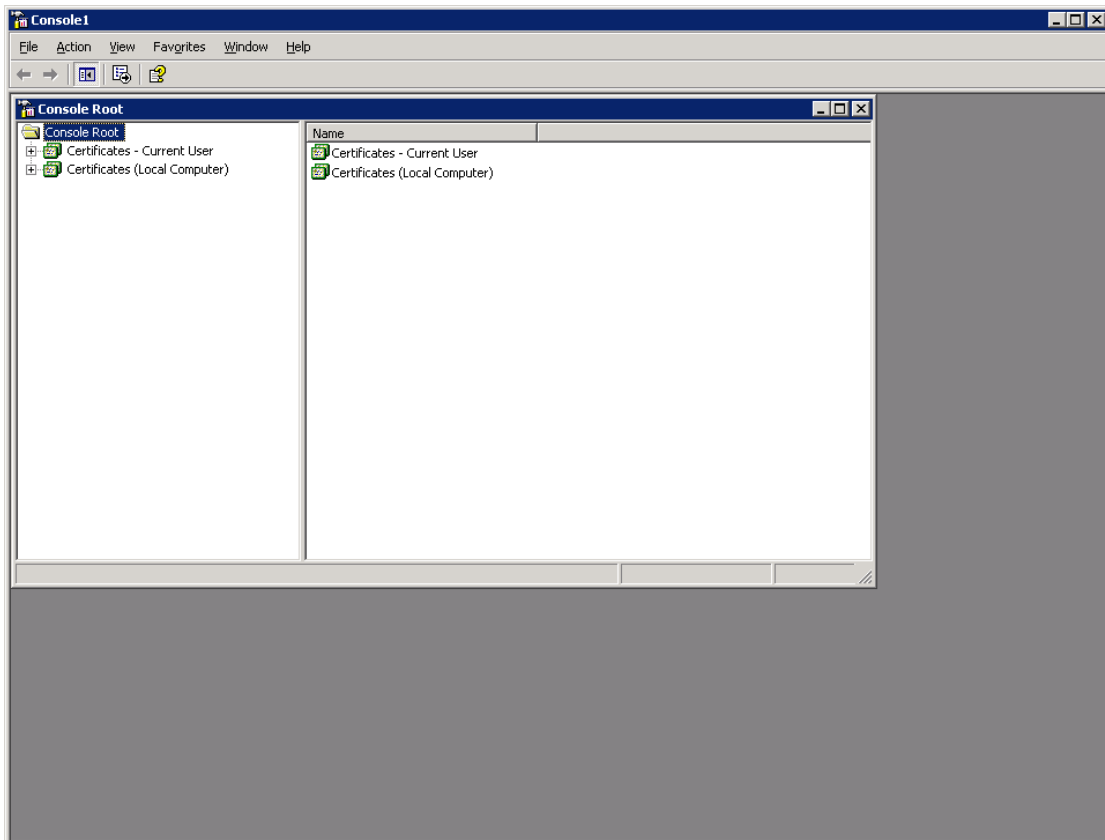 Console1
File Action View Favorites Window Help
Console Root
Console Root
Certificates - Current User
Certificates (Local Computer)
Name
Certificates - Current User
Certificates (Local Computer)